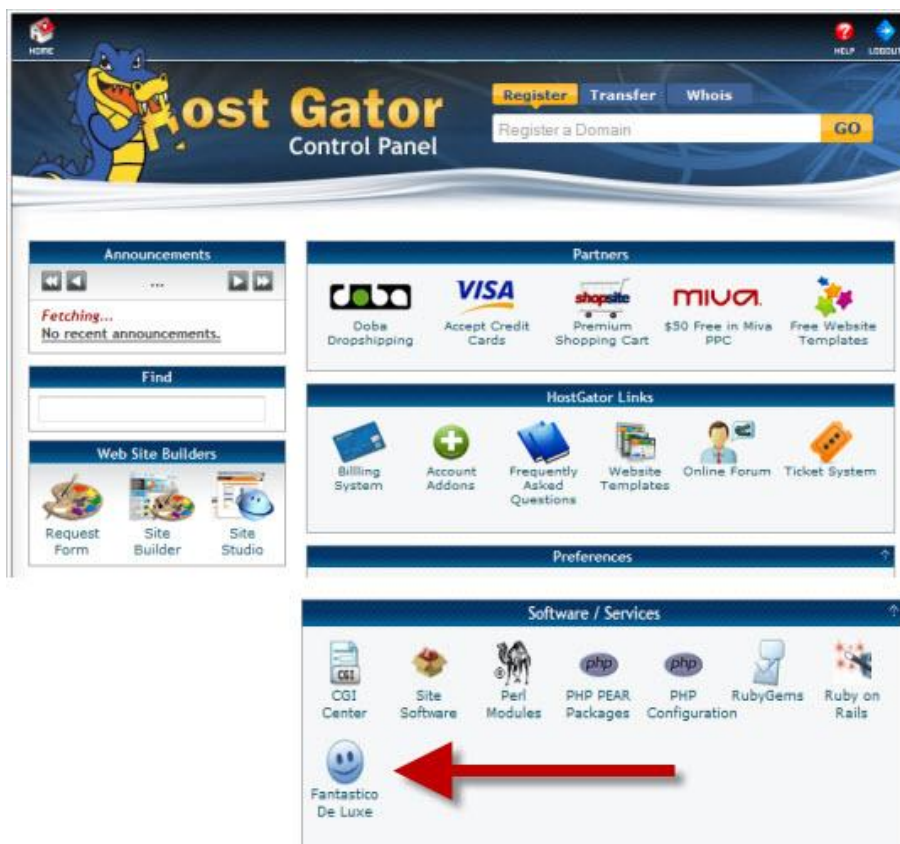 HOME
HELP
LOGOUT
Host Gator
Control Panel
Register Transfer Whois
Register a Domain
GO
Announcements
...
Fetching...
No recent announcements.
Find
Web Site Builders
Request Form
Site Builder
Site Studio
Partners
Doba
Doba Dropshipping
VISA
Accept Credit Cards
shopsite
Premium Shopping Cart
MIVA.
$50 Free in Miva PPC
Free Website Templates
HostGator Links
Billling System
Account Addons
Frequently Asked Questions
Website Templates
Online Forum
Ticket System
Preferences
Software / Services
CGI
CGI Center
Site Software
Perl Modules
php
PHP PEAR Packages
php
PHP Configuration
RubyGems
Ruby on Rails
Fantastico De Luxe